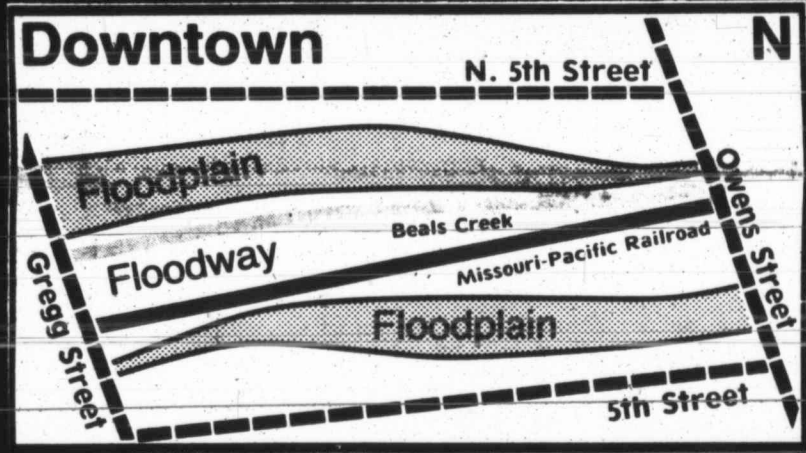 Downtown
N
N. 5th Street
Floodplain
Owens Street
Beals Creek
Floodway
Missouri-Pacific Railroad
Gregg Street
Floodplain
5th Street